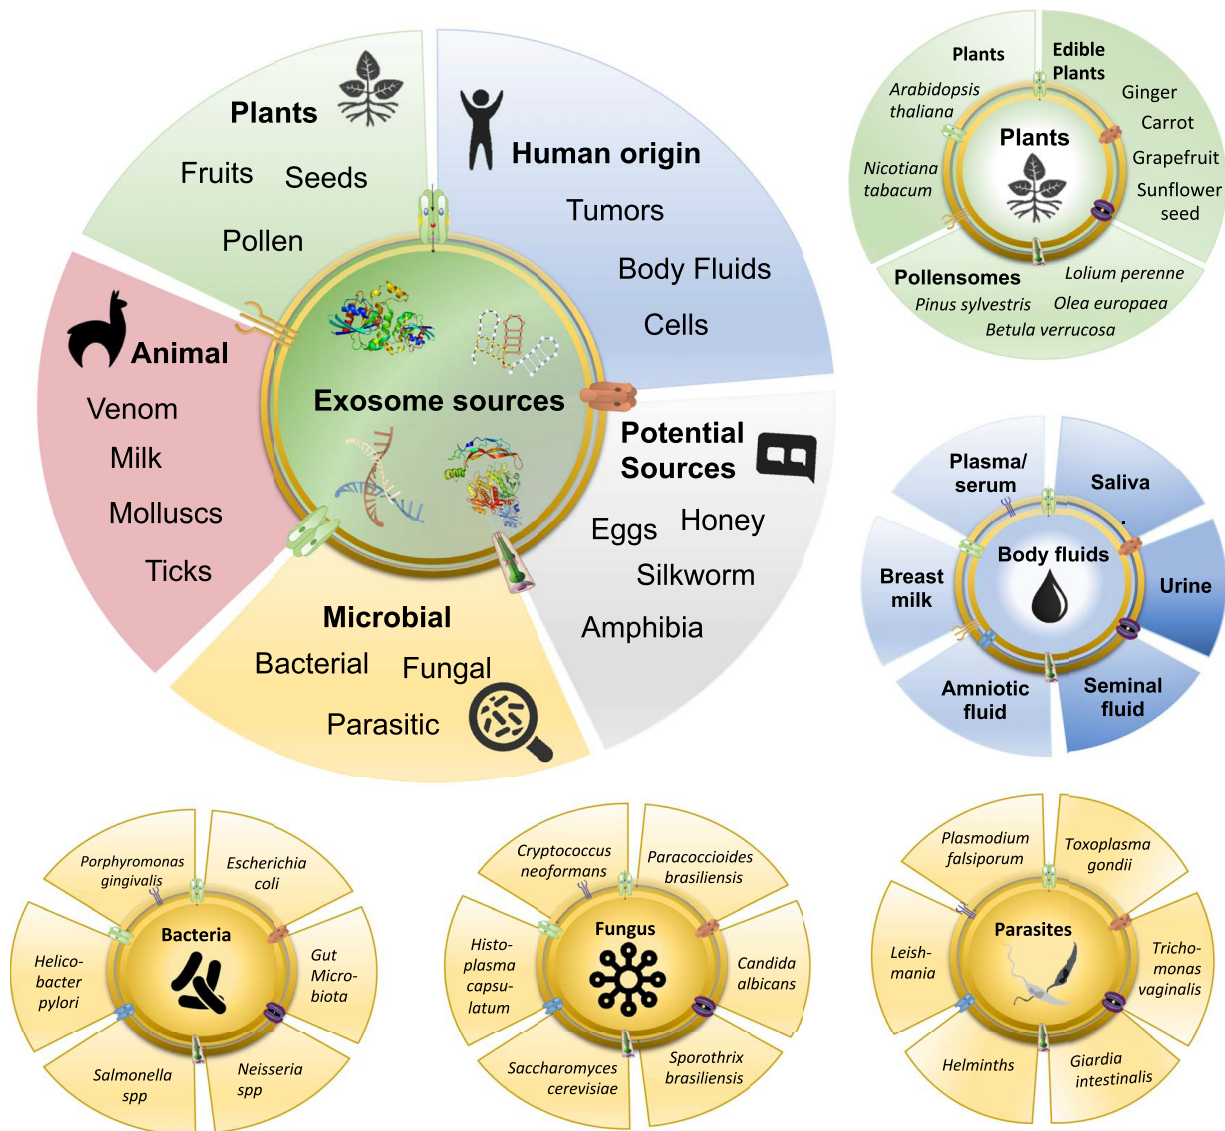 Plants
Fruits
Seeds
Pollen
Human origin
Tumors
Body Fluids
Cells
Animal
Venom
Milk
Molluscs
Ticks
Exosome sources
Potential
Sources
Eggs
Honey
Silkworm
Amphibia
Microbial
Bacterial
Fungal
Parasitic
Plants
Arabidopsis
thaliana
Nicotiana
tabacum
Edible
Plants
Ginger
Carrot
Grapefruit
Sunflower
seed
Plants
Pollensomes
Lolium perenne
Pinus sylvestris
Olea europaea
Betula verrucosa
Plasma/
serum
Saliva
.
Breast
milk
Body fluids
Urine
Amniotic
fluid
Seminal
fluid
Porphyromonas
gingivalis
Escherichia
coli
Bacteria
Helico-
bacter
pylori
Gut
Micro-
biota
Salmonella
spp
Neisseria
spp
Cryptococcus
neoformans
Paracoccioides
brasiliensis
Fungus
Histo-
plasma
capsu-
latum
Candida
albicans
Saccharomyces
cerevisiae
Sporothrix
brasiliensis
Plasmodium
falsiporum
Toxoplasma
gondii
Parasites
Leish-
mania
Tricho-
monas
vaginalis
Helminths
Giardia
intestinalis